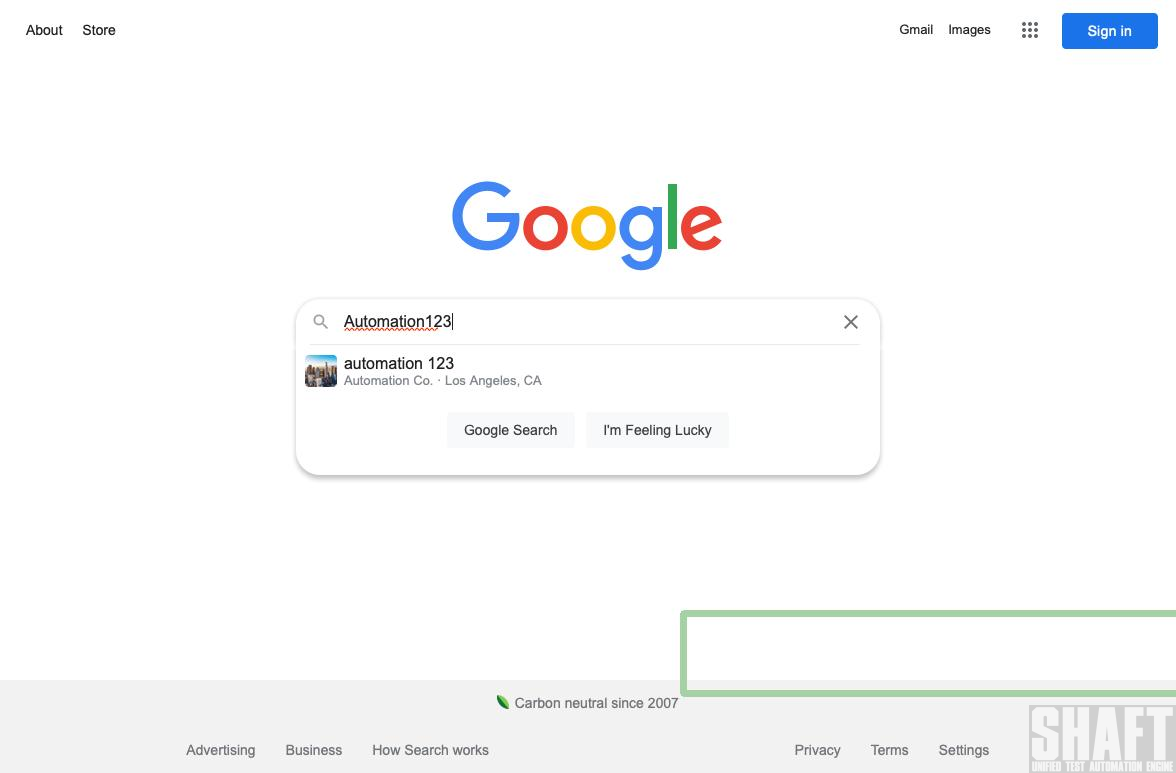 About Store
Gmail Images
Sign in
Google
Automation123
automation 123
Automation Co. · Los Angeles, CA
Google Search
I'm Feeling Lucky
Carbon neutral since 2007
Advertising Business How Search works
Privacy Terms Settings
SHAFT
UNIFIED TEST AUTOMATION ENGINE